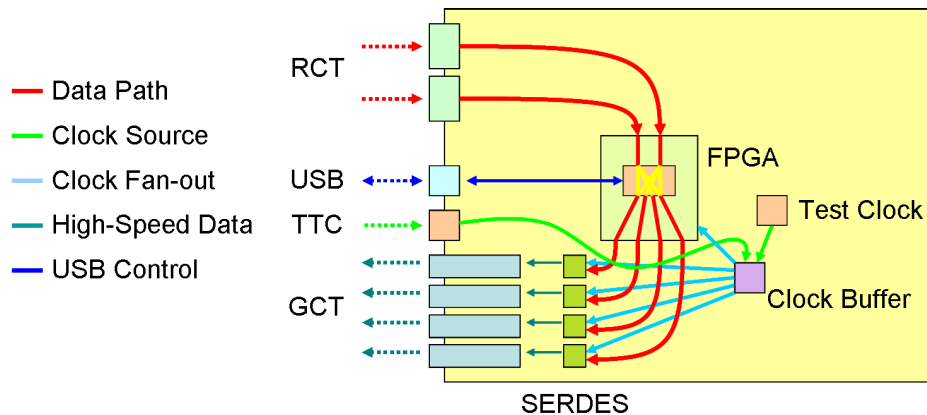 Data Path
Clock Source
Clock Fan-out
High-Speed Data
USB Control
RCT
USB
TTC
GCT
FPGA
Test Clock
Clock Buffer
SERDES